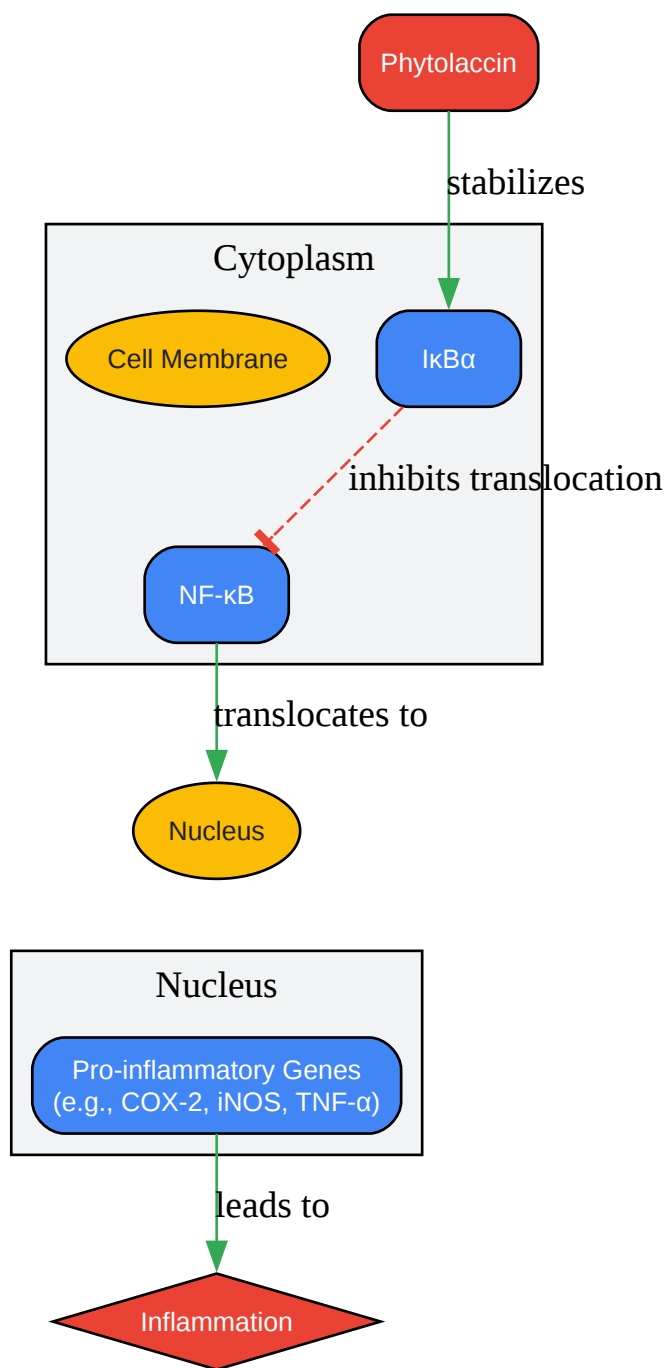 Phytolaccin
stabilizes
Cytoplasm
Cell Membrane
IκBα
inhibits translocation
NF-κB
translocates to
Nucleus
Nucleus
Pro-inflammatory Genes
(e.g., COX-2, iNOS, TNF-α)
leads to
Inflammation